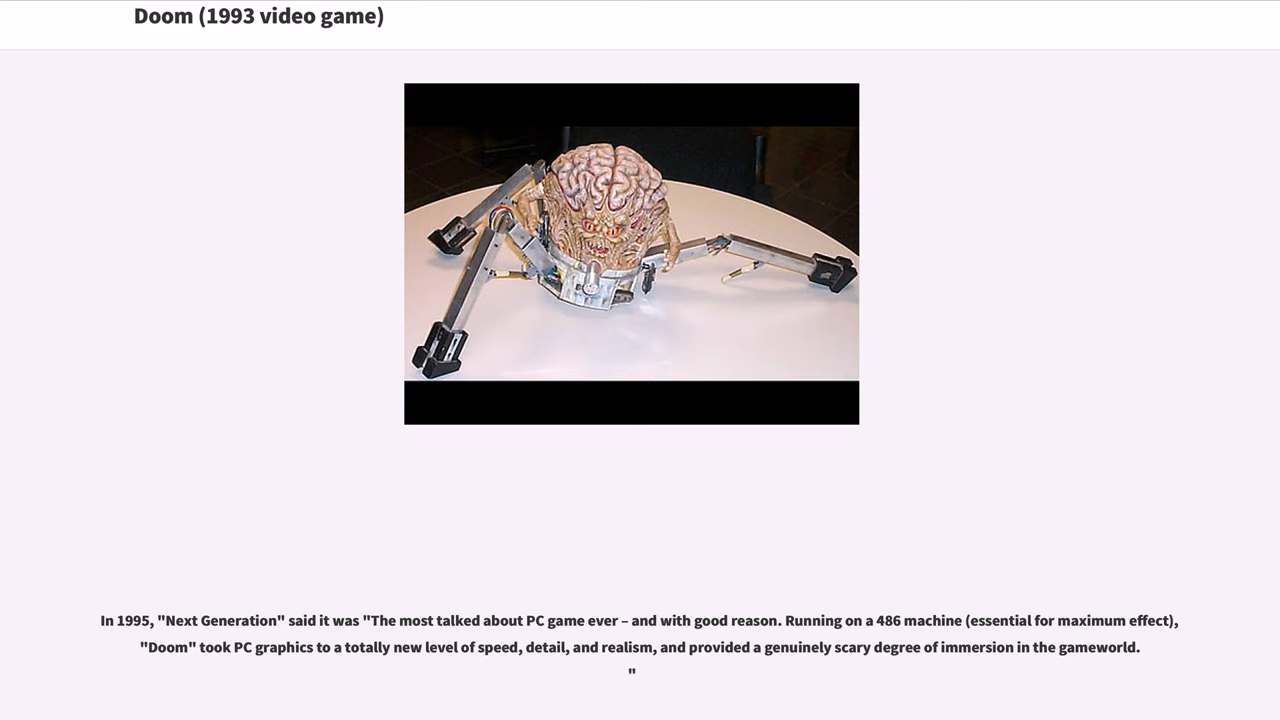 Doom (1993 video game)
In 1995, "Next Generation" said it was "The most talked about PC game ever – and with good reason. Running on a 486 machine (essential for maximum effect),
"Doom" took PC graphics to a totally new level of speed, detail, and realism, and provided a genuinely scary degree of immersion in the gameworld.
"